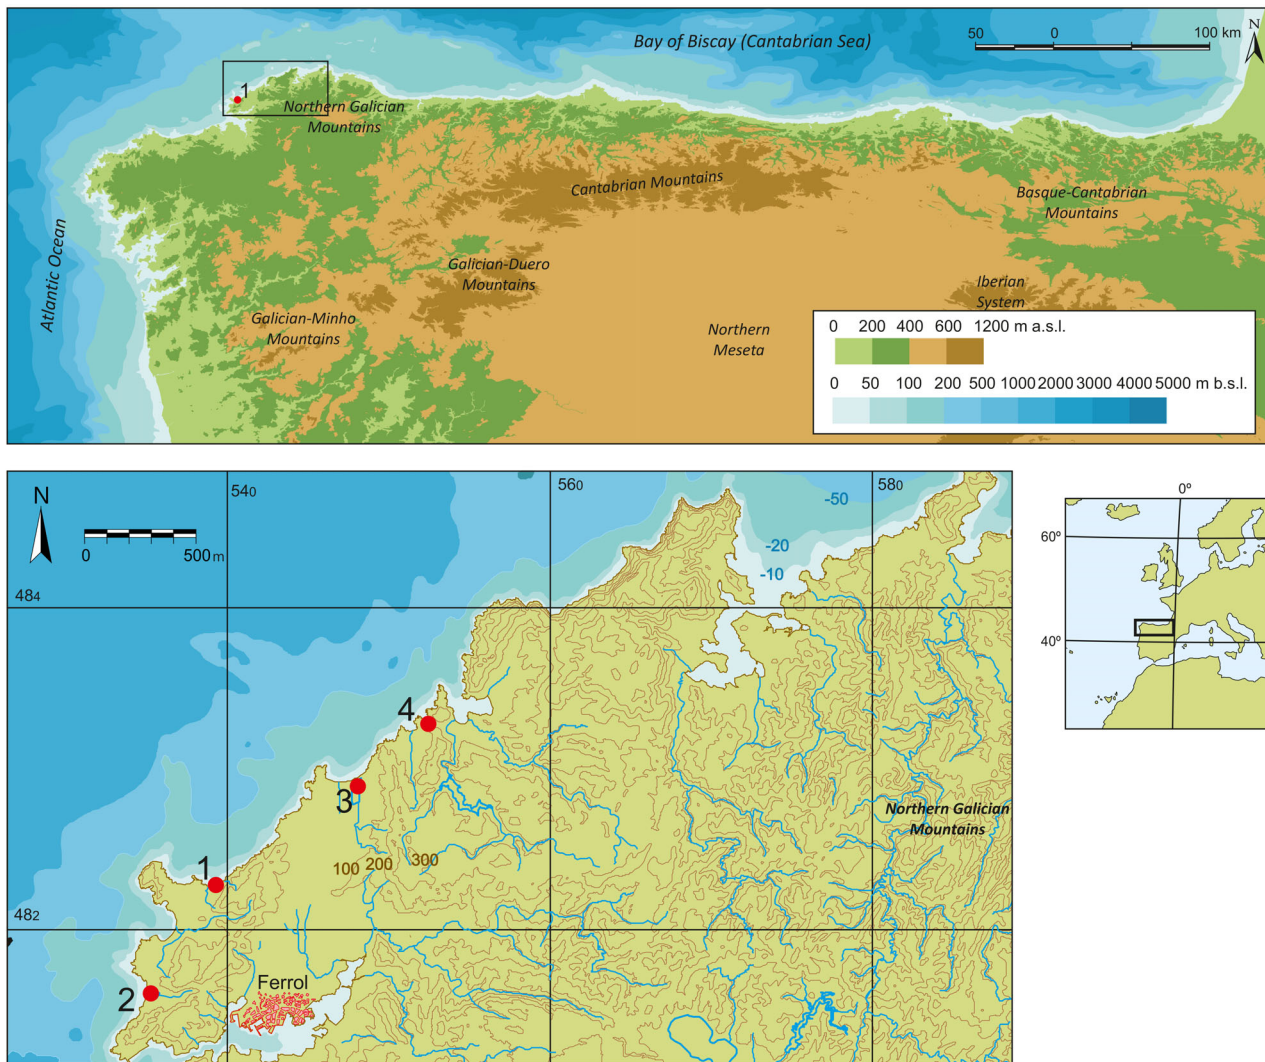 Bay of Biscay (Cantabrian Sea)
50 0 100 km
N
1
Northern Galician
Mountains
Cantabrian Mountains
Basque-Cantabrian
Mountains
Atlantic Ocean
Galician-Duero
Mountains
Iberian
System
Galician-Minho
Mountains
Northern
Meseta
0 200 400 600 1200 m a.s.l.
0 50 100 200 500 1000 2000 3000 4000 5000 m b.s.l.
N
0 500 m
540 560 580
-50
-20
-10
484
4
3
Northern Galician
Mountains
100 200 300
1
482
2
Ferrol
0º
60º
40º